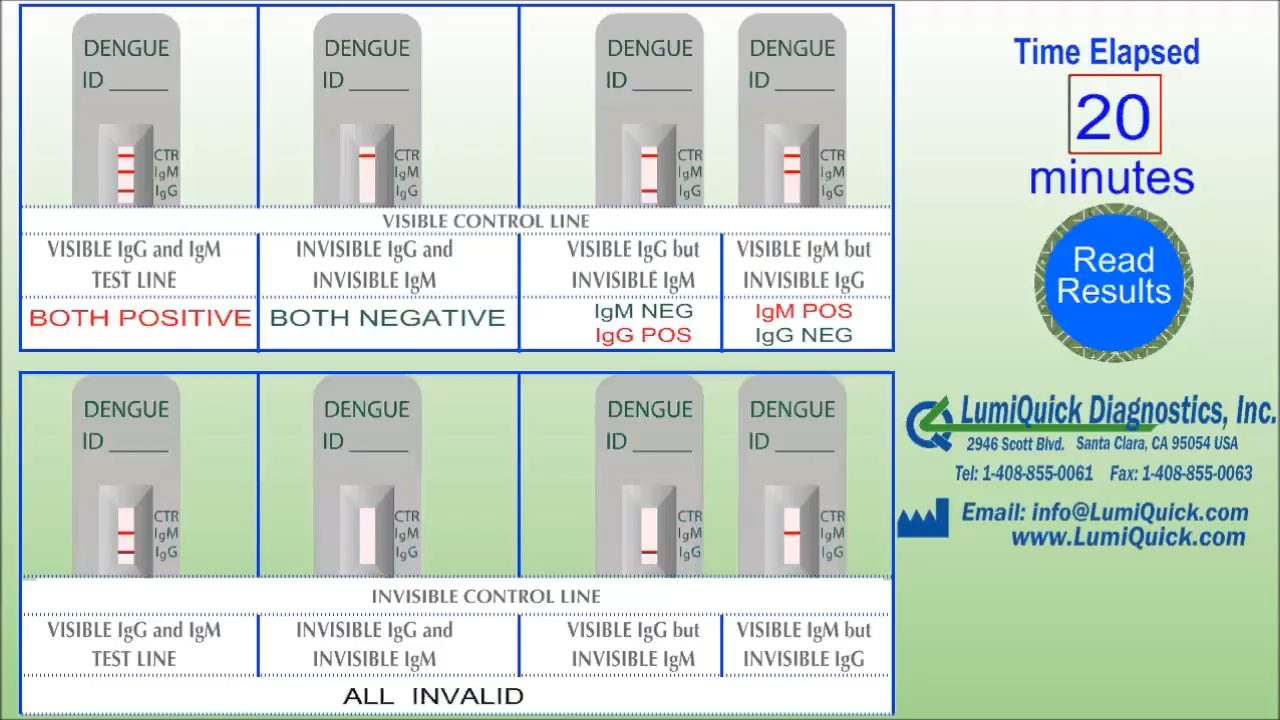 DENGUE
ID ______
CTR
IgM
IgG
DENGUE
ID ______
CTR
IgM
IgG
DENGUE
ID ______
CTR
IgM
IgG
DENGUE
ID ______
CTR
IgM
IgG
VISIBLE CONTROL LINE
VISIBLE IgG and IgM
TEST LINE
INVISIBLE IgG and
INVISIBLE IgM
VISIBLE IgG but
INVISIBLE IgM
VISIBLE IgM but
INVISIBLE IgG
BOTH POSITIVE
BOTH NEGATIVE
IgM NEG
IgG POS
IgM POS
IgG NEG
DENGUE
ID ______
CTR
IgM
IgG
DENGUE
ID ______
CTR
IgM
IgG
DENGUE
ID ______
CTR
IgM
IgG
DENGUE
ID ______
CTR
IgM
IgG
INVISIBLE CONTROL LINE
VISIBLE IgG and IgM
TEST LINE
INVISIBLE IgG and
INVISIBLE IgM
VISIBLE IgG but
INVISIBLE IgM
VISIBLE IgM but
INVISIBLE IgG
ALL INVALID
Time Elapsed
20
minutes
Read
Results
LumiQuick Diagnostics, Inc.
2946 Scott Blvd. Santa Clara, CA 95054 USA
Tel: 1-408-855-0061 Fax: 1-408-855-0063
Email: info@LumiQuick.com
www.LumiQuick.com